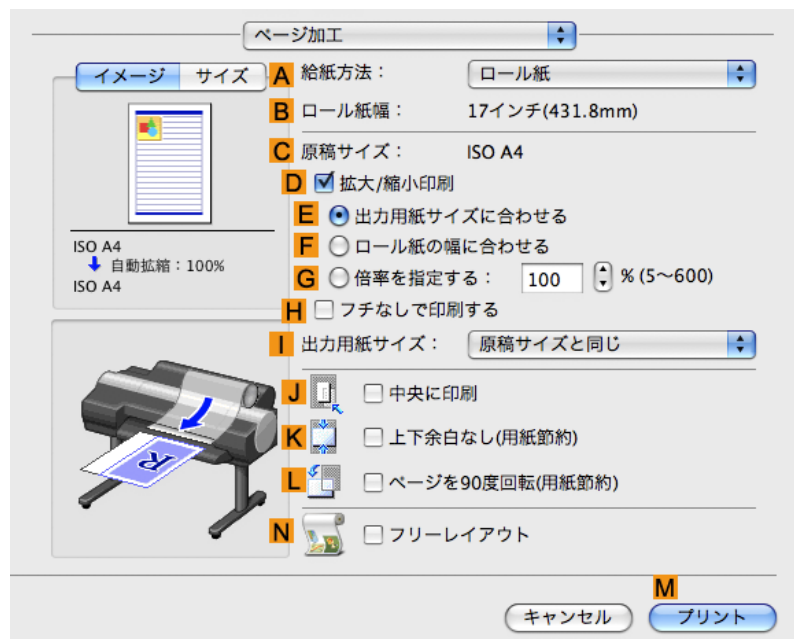 ページ加工
イメージ サイズ
A 給紙方法： ロール紙
B ロール紙幅： 17インチ(431.8mm)
C 原稿サイズ： ISO A4
D 拡大/縮小印刷
E 出力用紙サイズに合わせる
F ロール紙の幅に合わせる
G 倍率を指定する： 100 % (5～600)
H フチなしで印刷する
I 出力用紙サイズ： 原稿サイズと同じ
ISO A4
自動拡縮：100%
ISO A4
R
J 中央に印刷
K 上下余白なし(用紙節約)
L ページを90度回転(用紙節約)
N フリーレイアウト
M
キャンセル プリント